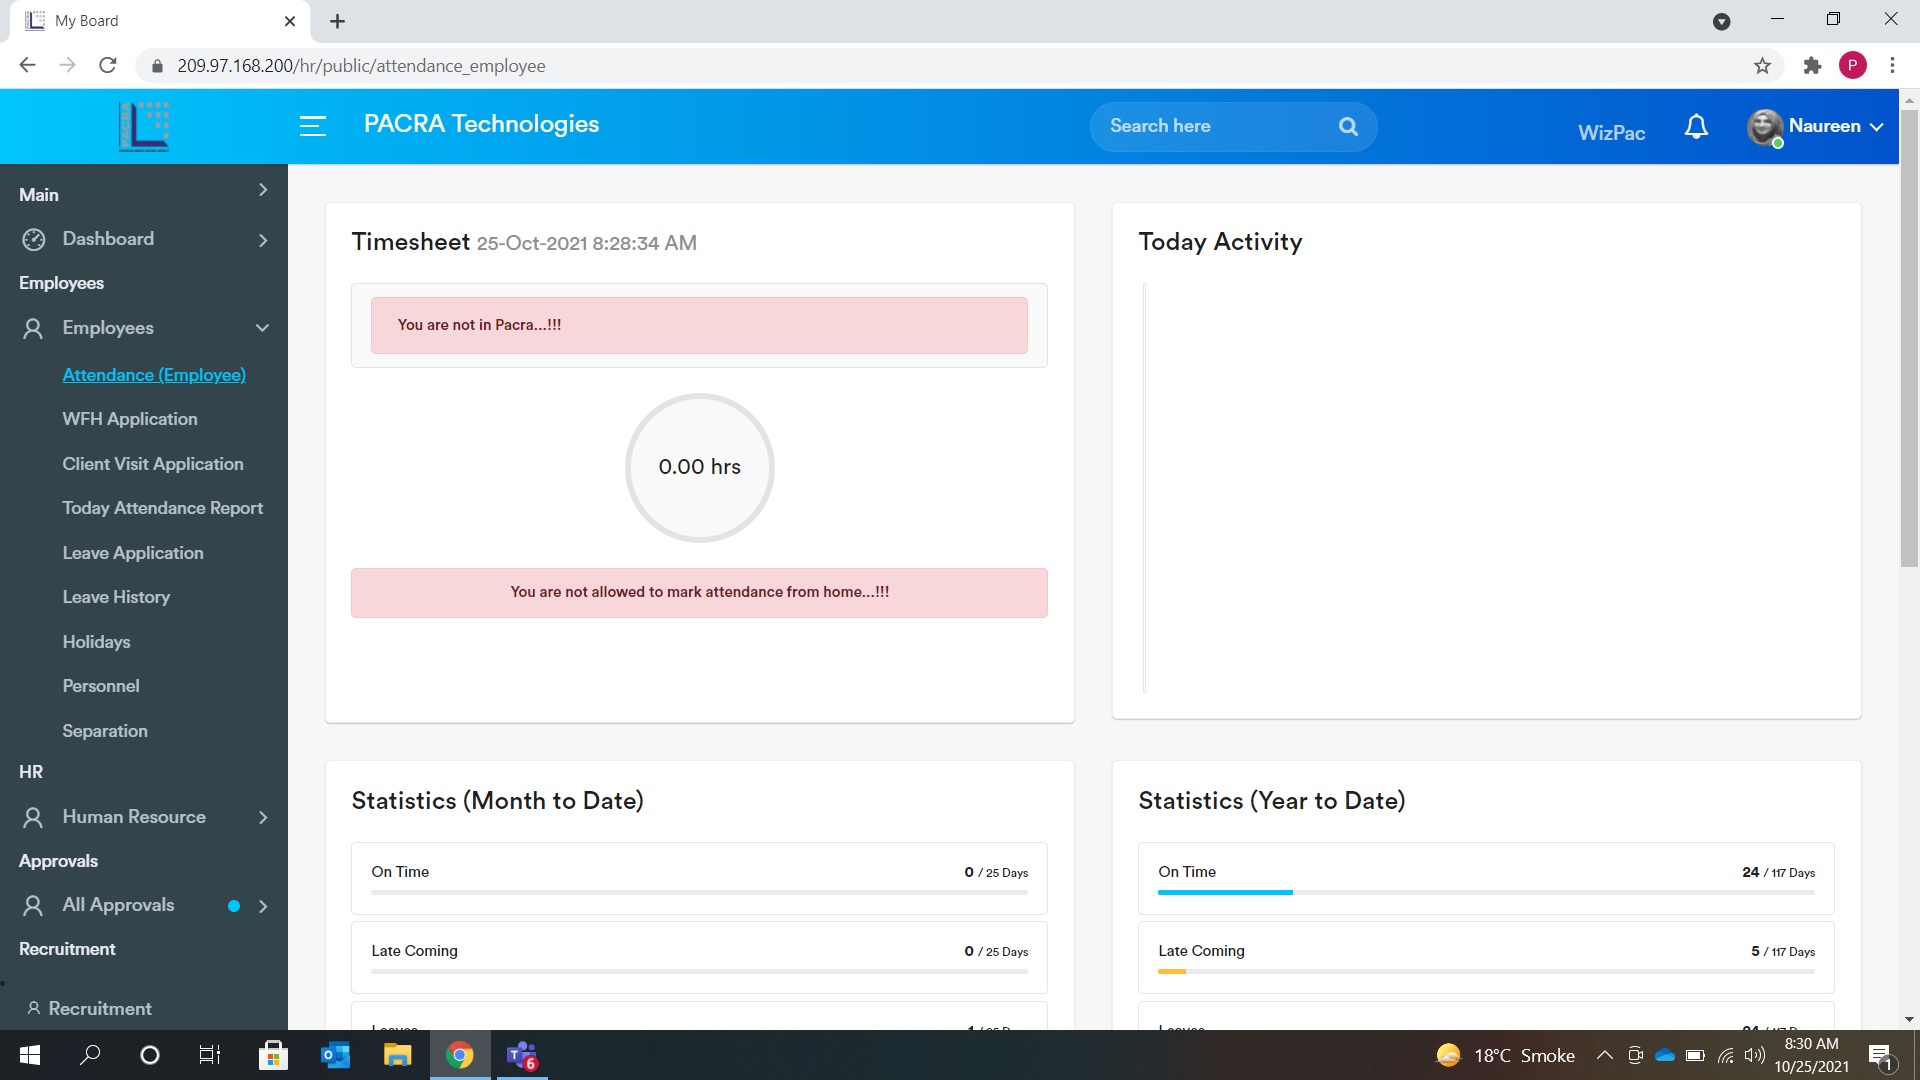 My Board
209.97.168.200/hr/public/attendance_employee
P
PACRA
PACRA Technologies
Search here
WizPac
Naureen
Main
Dashboard
Employees
Employees
Attendance (Employee)
WFH Application
Client Visit Application
Today Attendance Report
Leave Application
Leave History
Holidays
Personnel
Separation
HR
Human Resource
Approvals
All Approvals
Recruitment
Recruitment
Timesheet 25-Oct-2021 8:28:34 AM
You are not in Pacra...!!!
0.00 hrs
You are not allowed to mark attendance from home...!!!
Today Activity
Statistics (Month to Date)
On Time 0 / 25 Days
Late Coming 0 / 25 Days
Statistics (Year to Date)
On Time 24 / 117 Days
Late Coming 5 / 117 Days
6
18°C Smoke
8:30 AM
10/25/2021
1